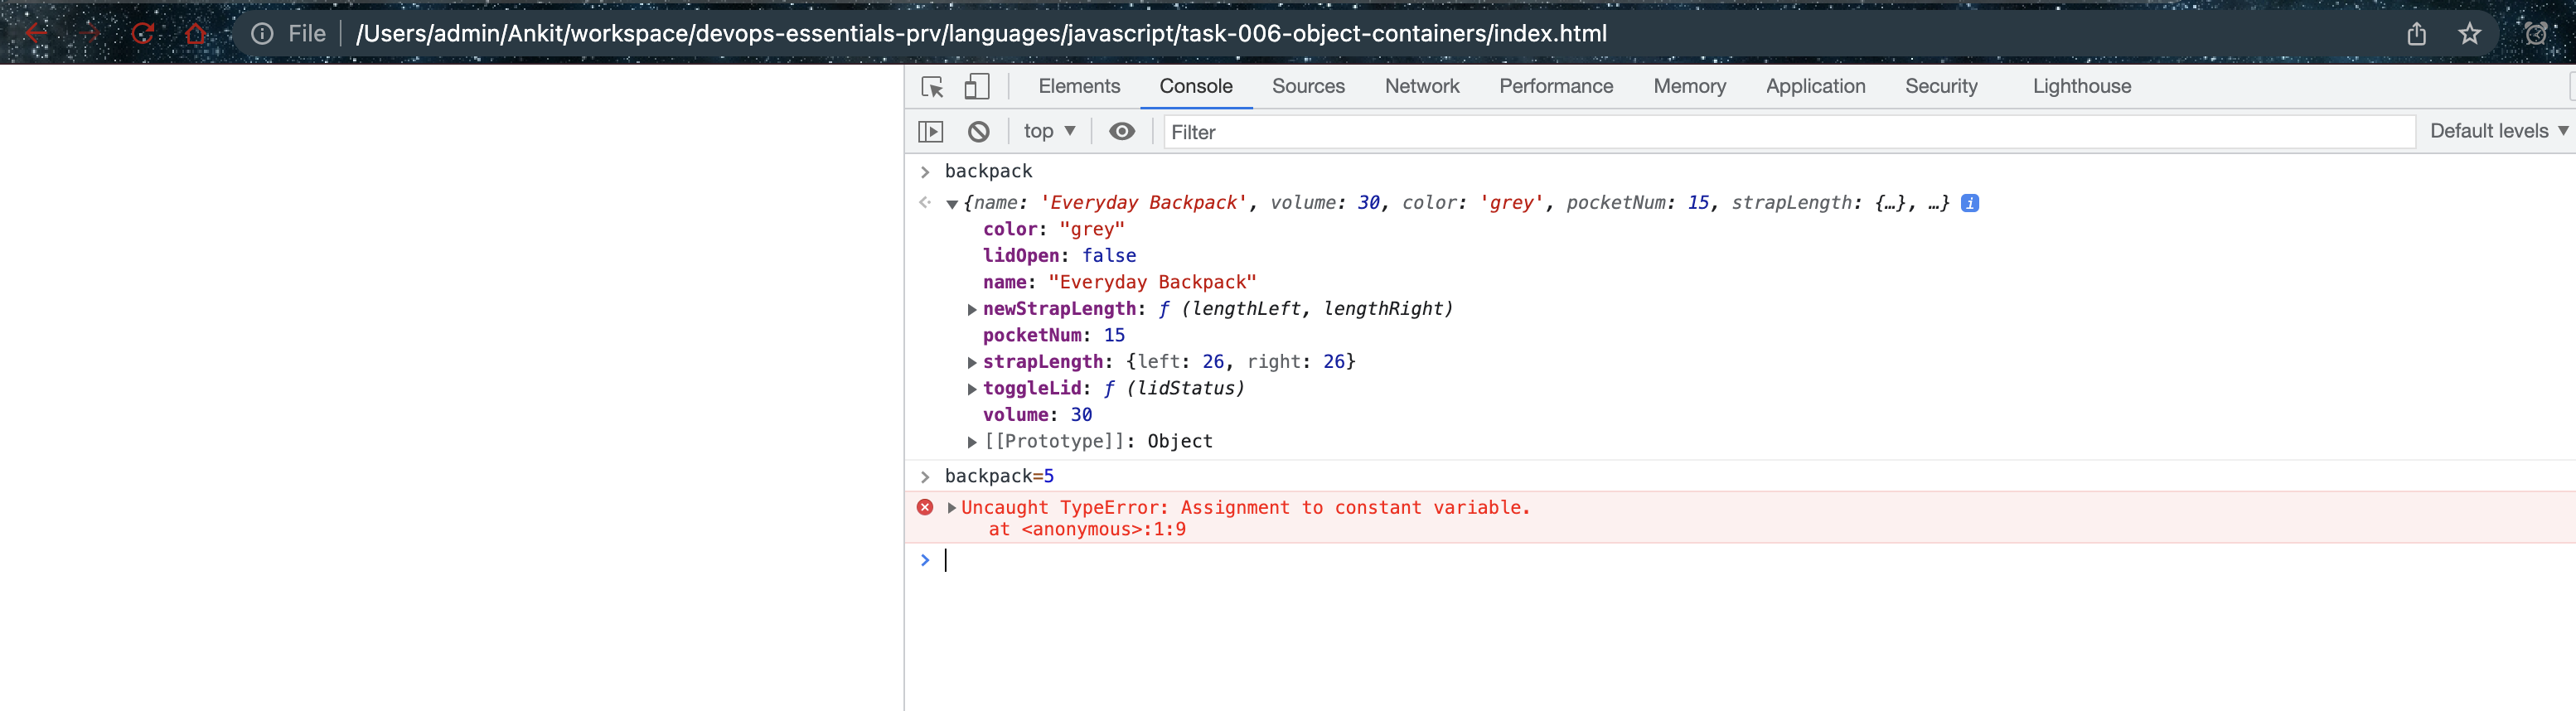 File /Users/admin/Ankit/workspace/devops-essentials-prv/languages/javascript/task-006-object-containers/index.html
Elements Console Sources Network Performance Memory Application Security Lighthouse
top Filter Default levels
backpack
{name: 'Everyday Backpack', volume: 30, color: 'grey', pocketNum: 15, strapLength: {…}, …} i
color: "grey"
lidOpen: false
name: "Everyday Backpack"
newStrapLength: ƒ (lengthLeft, lengthRight)
pocketNum: 15
strapLength: {left: 26, right: 26}
toggleLid: ƒ (lidStatus)
volume: 30
[[Prototype]]: Object
backpack=5
Uncaught TypeError: Assignment to constant variable.
at <anonymous>:1:9